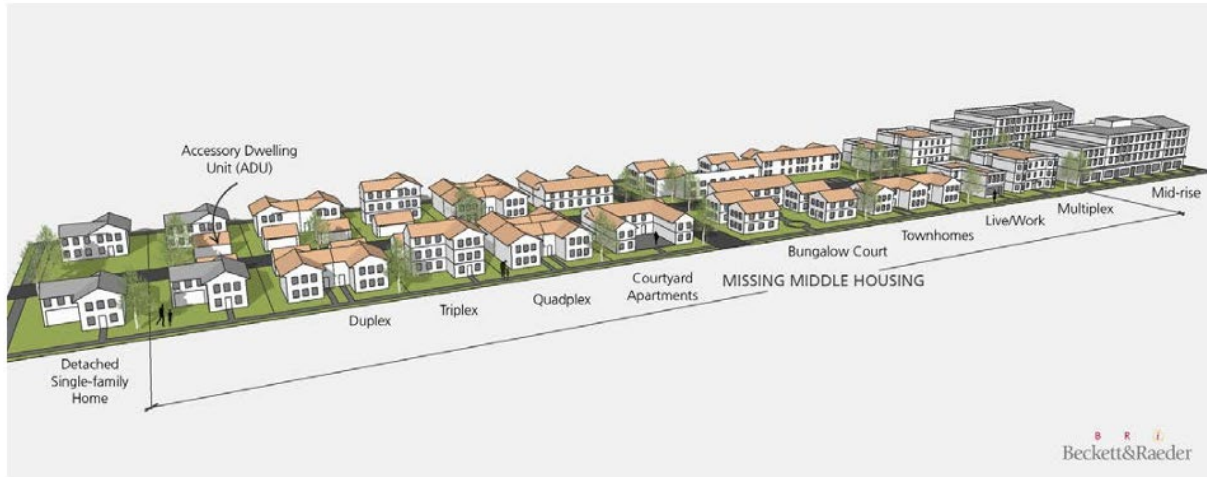 Accessory Dwelling
Unit (ADU)
Detached
Single-family
Home
Duplex
Triplex
Quadplex
Courtyard
Apartments
Bungalow Court
Townhomes
Live/Work
Multiplex
Mid-rise
MISSING MIDDLE HOUSING
B R i
Beckett&Raeder